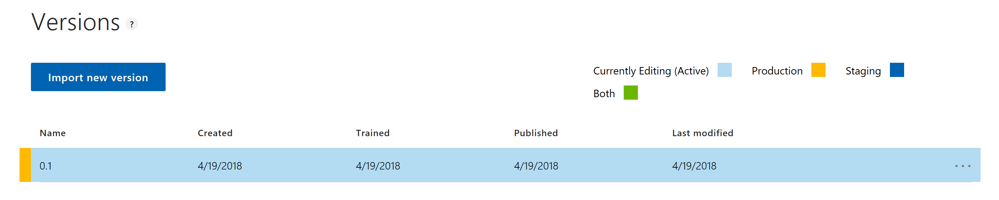 Versions ?
Import new version
Currently Editing (Active) Production Staging
Both
Name Created Trained Published Last modified
0.1 4/19/2018 4/19/2018 4/19/2018 4/19/2018 ...